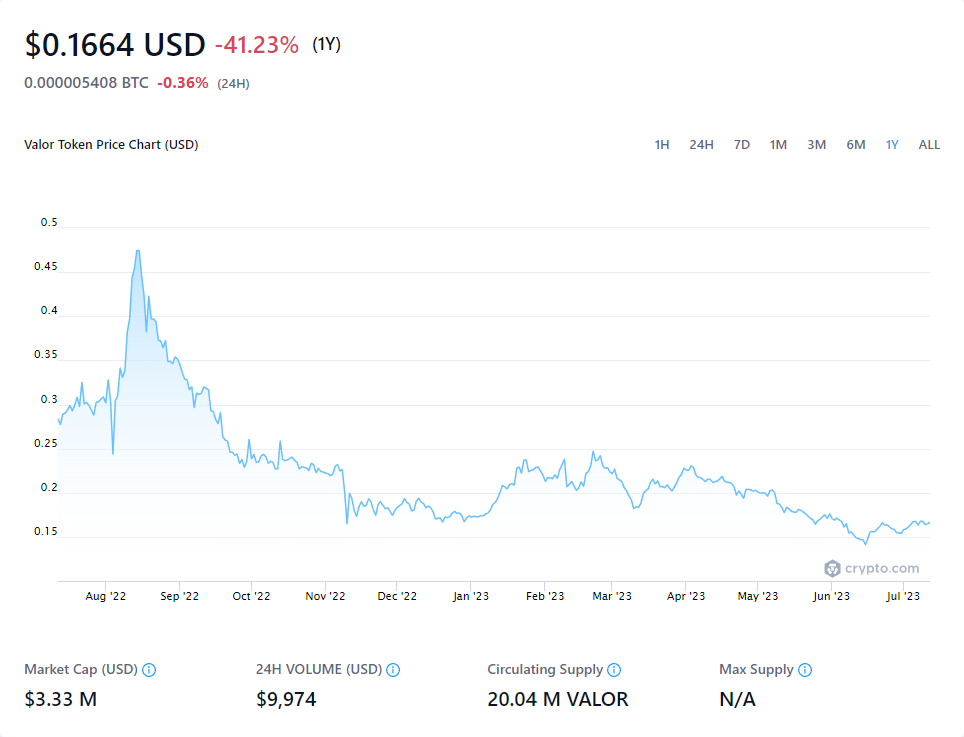 $0.1664 USD -41.23% (1Y)
0.000005408 BTC -0.36% (24H)
Valor Token Price Chart (USD) 1H 24H 7D 1M 3M 6M 1Y ALL
0.5
0.45
0.4
0.35
0.3
0.25
0.2
0.15
crypto.com
Aug '22 Sep '22 Oct '22 Nov '22 Dec '22 Jan '23 Feb '23 Mar '23 Apr '23 May '23 Jun '23 Jul '23
Market Cap (USD) 24H VOLUME (USD) Circulating Supply Max Supply
$3.33 M $9,974 20.04 M VALOR N/A